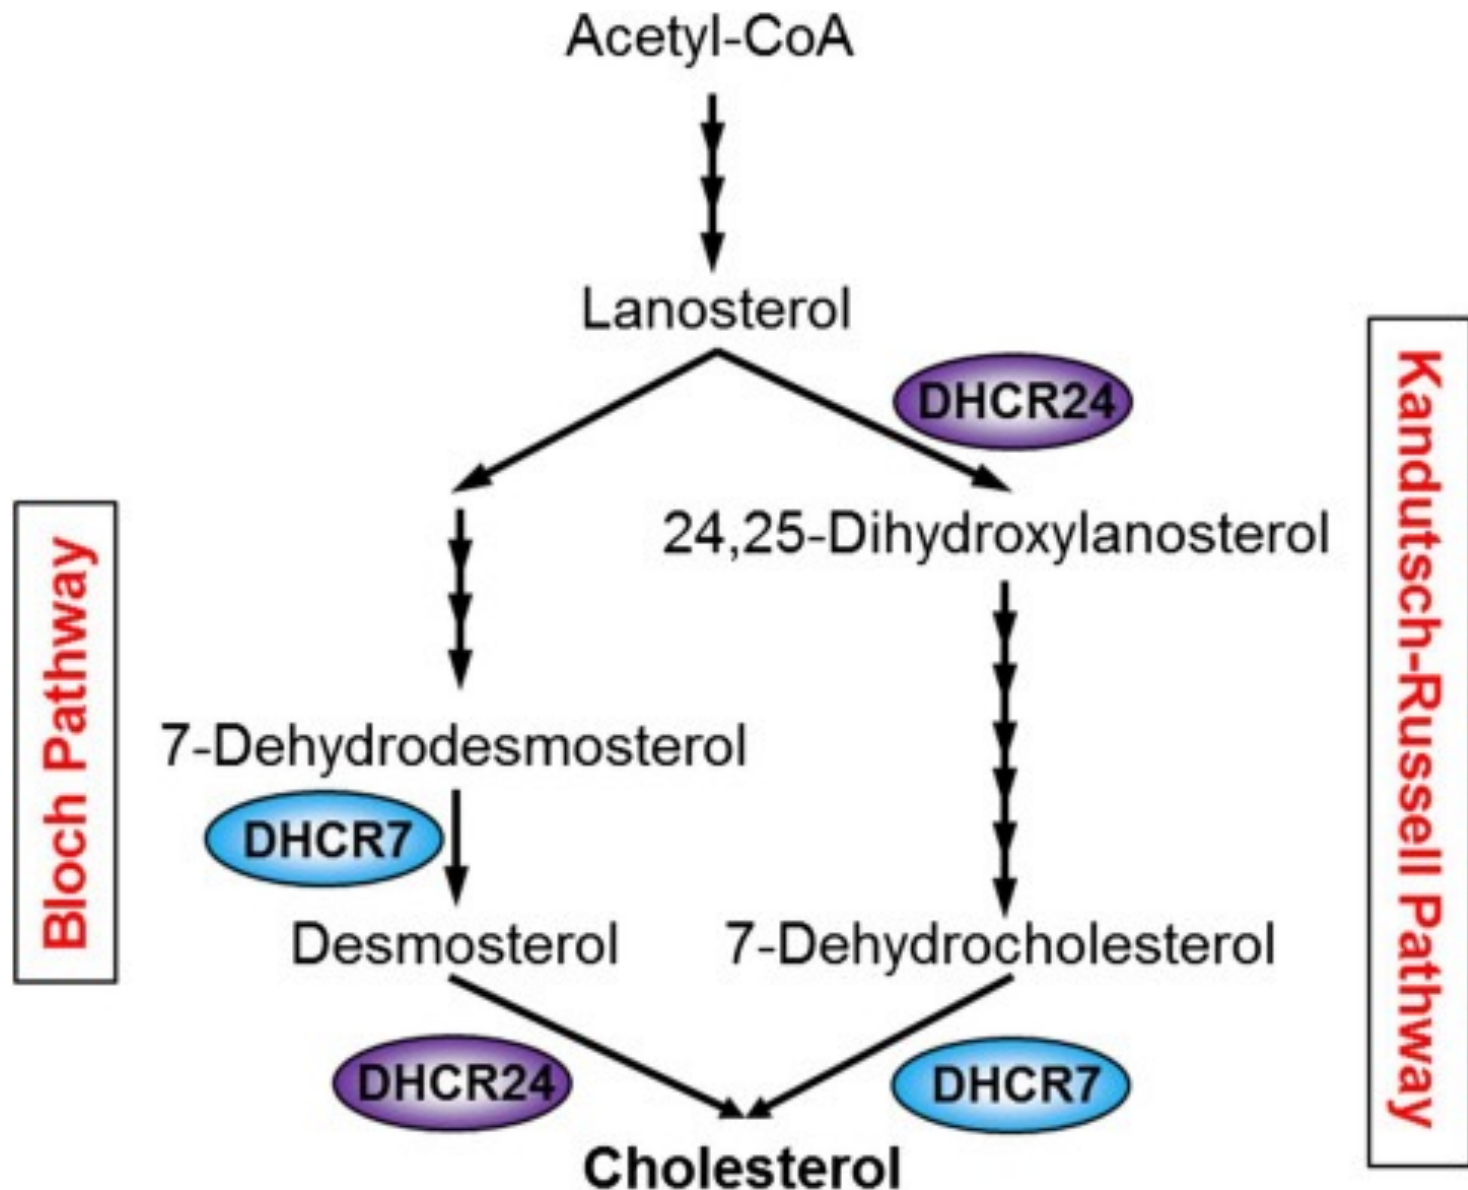 Acetyl-CoA
Lanosterol
DHCR24
24,25-Dihydroxylanosterol
Bloch Pathway
Kandutsch-Russell Pathway
7-Dehydrodesmosterol
DHCR7
Desmosterol
7-Dehydrocholesterol
DHCR24
DHCR7
Cholesterol